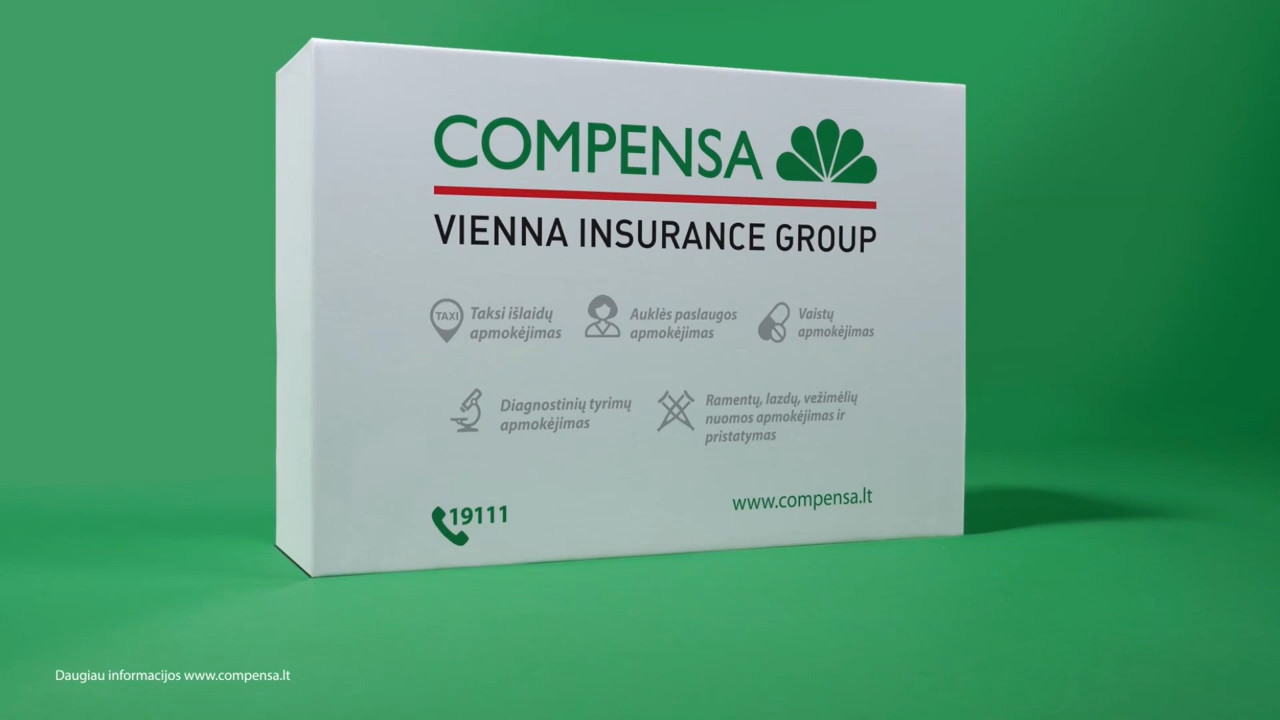 COMPENSA
VIENNA INSURANCE GROUP
TAXI
Taksi išlaidų
apmokėjimas
Auklės paslaugos
apmokėjimas
Vaistų
apmokėjimas
Diagnostinių tyrimų
apmokėjimas
Ramentų, lazdų, vežimėlių
nuomos apmokėjimas ir
pristatymas
19111
www.compensa.lt
Daugiau informacijos www.compensa.lt